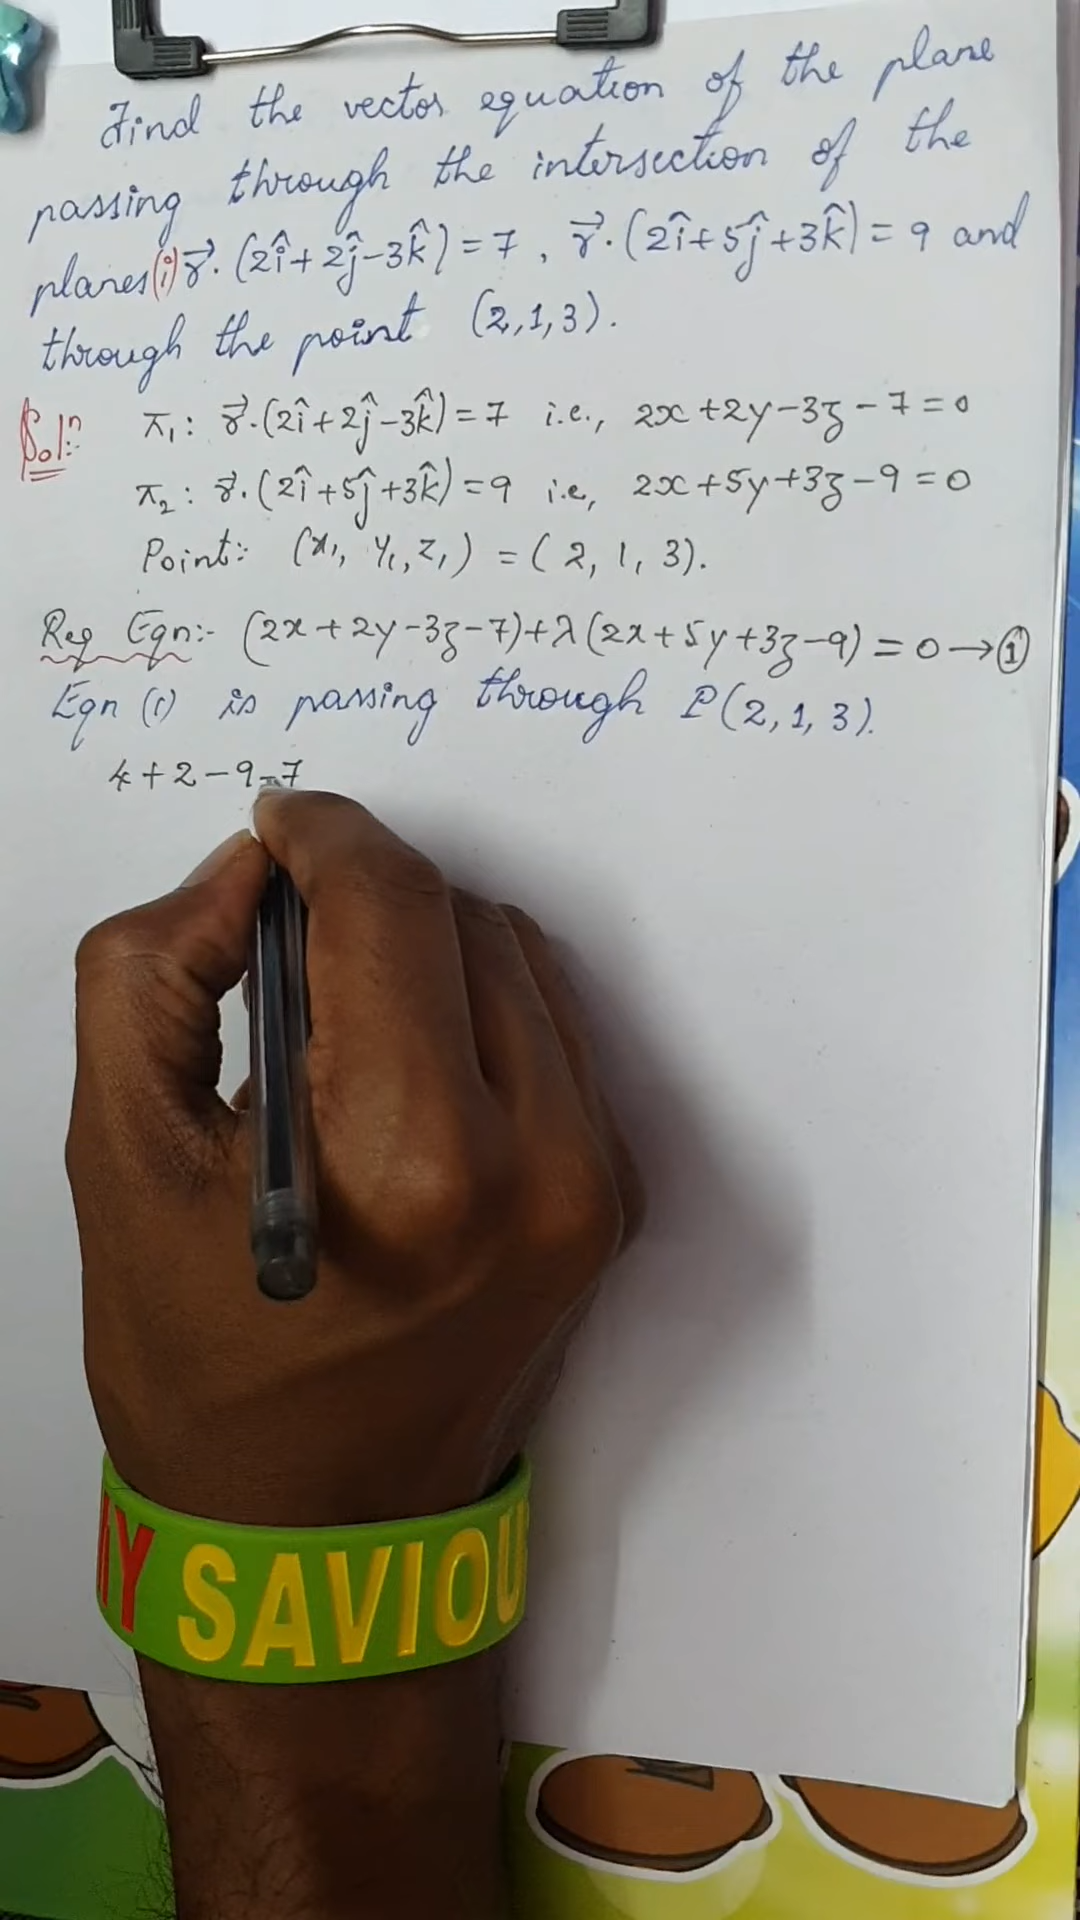 Find the vector equation of the plane
passing through the intersection of the
planes (i) r⃗·(2î+2ĵ-3k̂)=7, r⃗·(2î+5ĵ+3k̂)=9 and
through the point (2,1,3).
Solⁿ:- π₁: r⃗·(2î+2ĵ-3k̂)=7 i.e., 2x+2y-3z-7=0
π₂: r⃗·(2î+5ĵ+3k̂)=9 i.e, 2x+5y+3z-9=0
Point:- (x₁, y₁, z₁) = (2, 1, 3).
Req Eqn:- (2x+2y-3z-7)+λ(2x+5y+3z-9)=0→①
Eqn (1) is passing through P(2,1,3).
4+2-9-7
MY SAVIOU